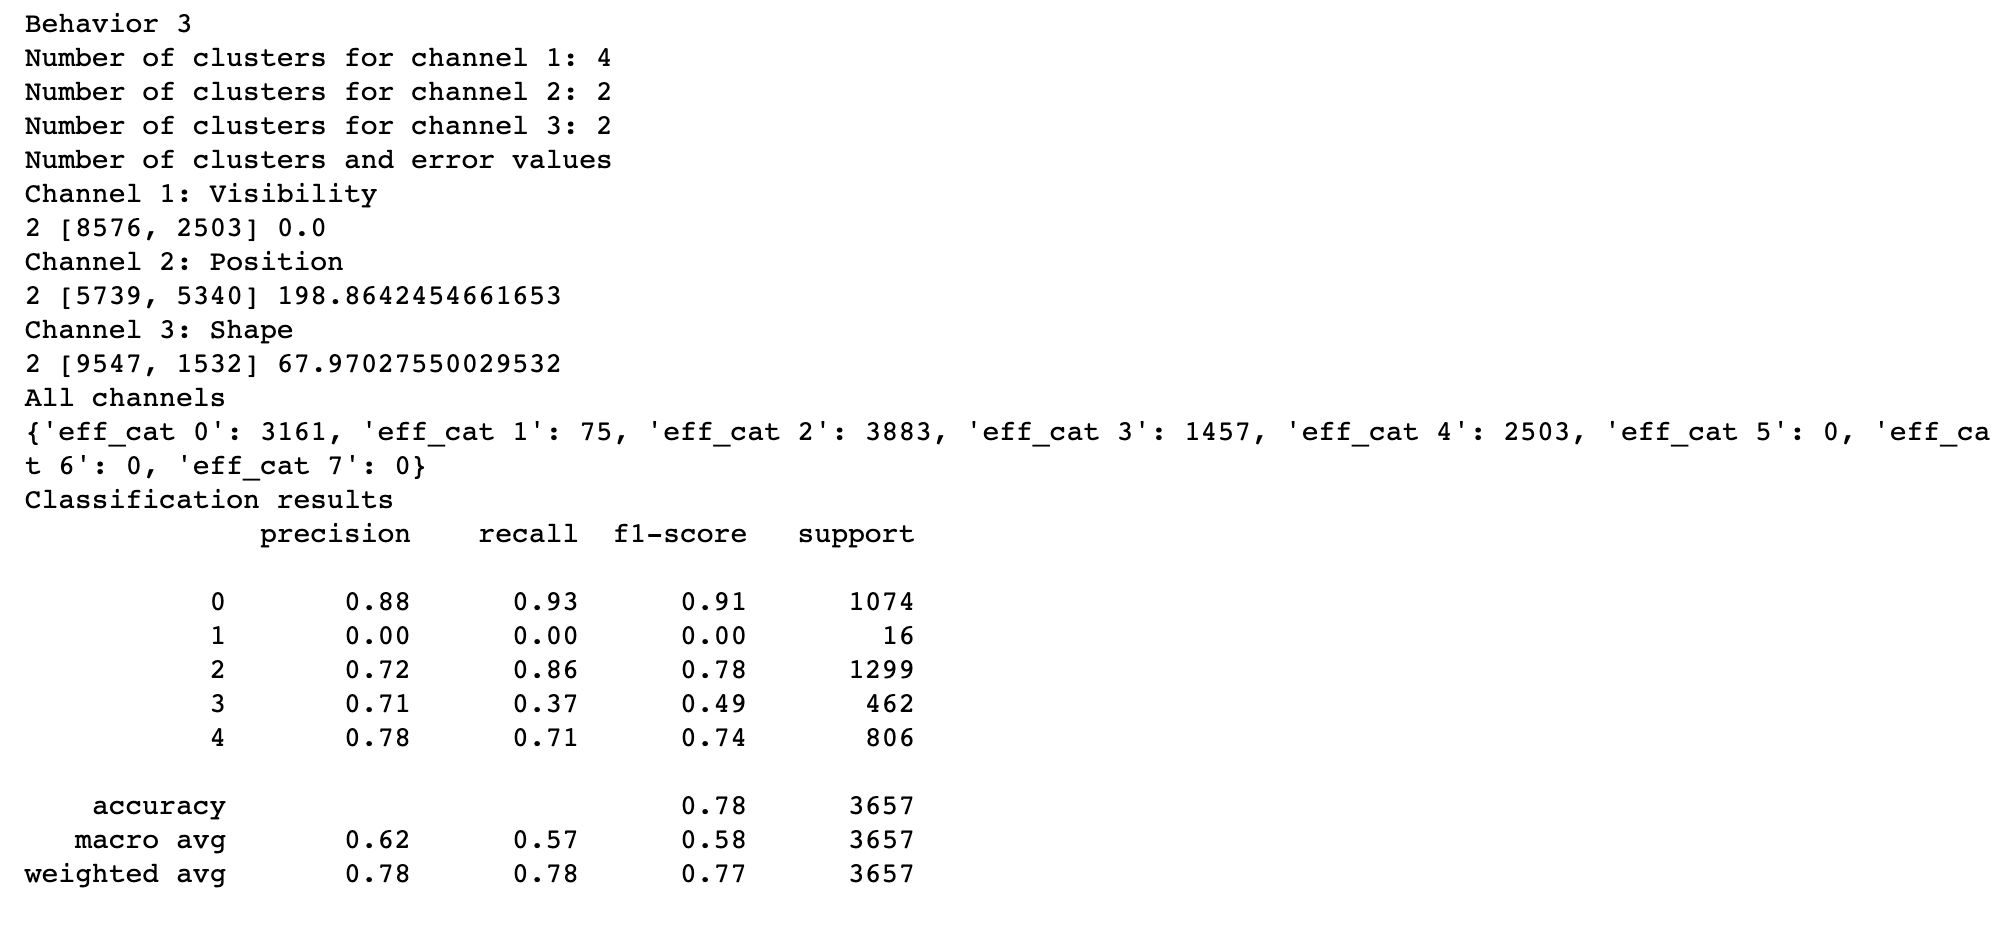 Behavior 3
Number of clusters for channel 1: 4
Number of clusters for channel 2: 2
Number of clusters for channel 3: 2
Number of clusters and error values
Channel 1: Visibility
2 [8576, 2503] 0.0
Channel 2: Position
2 [5739, 5340] 198.8642454661653
Channel 3: Shape
2 [9547, 1532] 67.97027550029532
All channels
{'eff_cat 0': 3161, 'eff_cat 1': 75, 'eff_cat 2': 3883, 'eff_cat 3': 1457, 'eff_cat 4': 2503, 'eff_cat 5': 0, 'eff_ca
t 6': 0, 'eff_cat 7': 0}
Classification results
precision recall f1-score support
0 0.88 0.93 0.91 1074
1 0.00 0.00 0.00 16
2 0.72 0.86 0.78 1299
3 0.71 0.37 0.49 462
4 0.78 0.71 0.74 806
accuracy 0.78 3657
macro avg 0.62 0.57 0.58 3657
weighted avg 0.78 0.78 0.77 3657